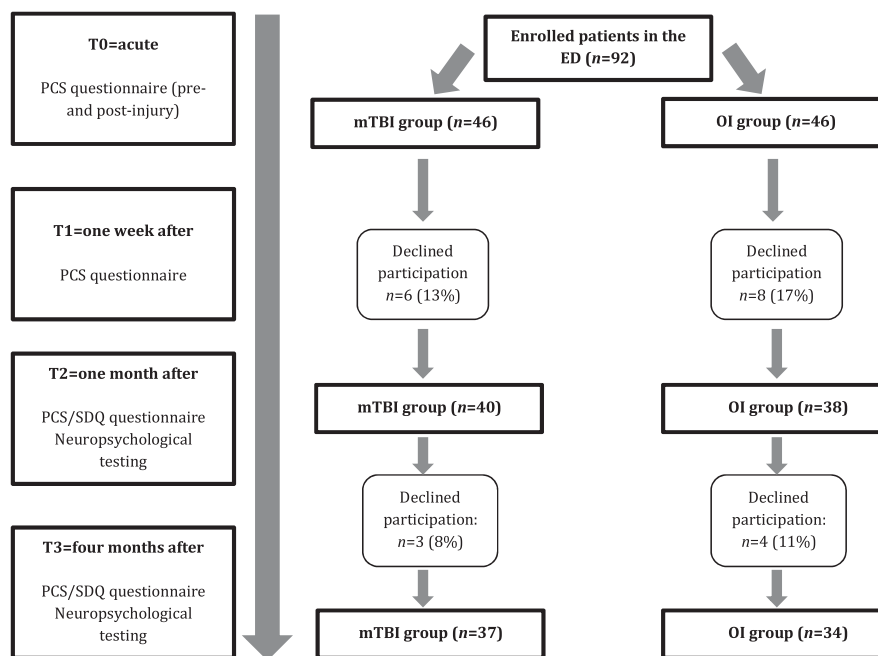 T0=acute
PCS questionnaire (pre-
and post-injury)
T1=one week after
PCS questionnaire
T2=one month after
PCS/SDQ questionnaire
Neuropsychological
testing
T3=four months after
PCS/SDQ questionnaire
Neuropsychological
testing
Enrolled patients in the
ED (n=92)
mTBI group (n=46)
OI group (n=46)
Declined
participation
n=6 (13%)
Declined
participation
n=8 (17%)
mTBI group (n=40)
OI group (n=38)
Declined
participation:
n=3 (8%)
Declined
participation:
n=4 (11%)
mTBI group (n=37)
OI group (n=34)